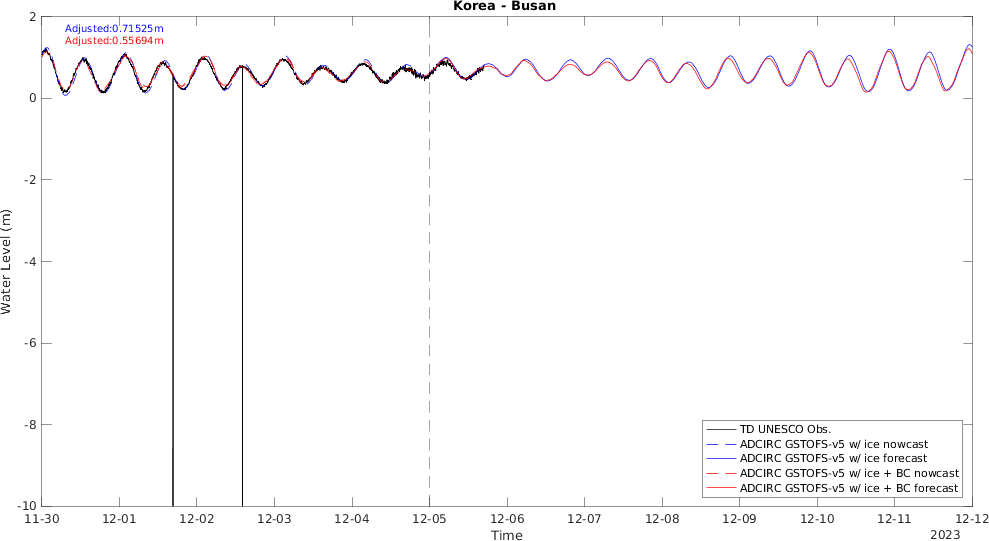 Korea - Busan
Adjusted:0.71525m
Adjusted:0.55694m
2
0
-2
-4
-6
-8
-10
Water Level (m)
TD UNESCO Obs.
ADCIRC GSTOFS-v5 w/ ice nowcast
ADCIRC GSTOFS-v5 w/ ice forecast
ADCIRC GSTOFS-v5 w/ ice + BC nowcast
ADCIRC GSTOFS-v5 w/ ice + BC forecast
11-30 12-01 12-02 12-03 12-04 12-05 12-06 12-07 12-08 12-09 12-10 12-11 12-12
Time
2023